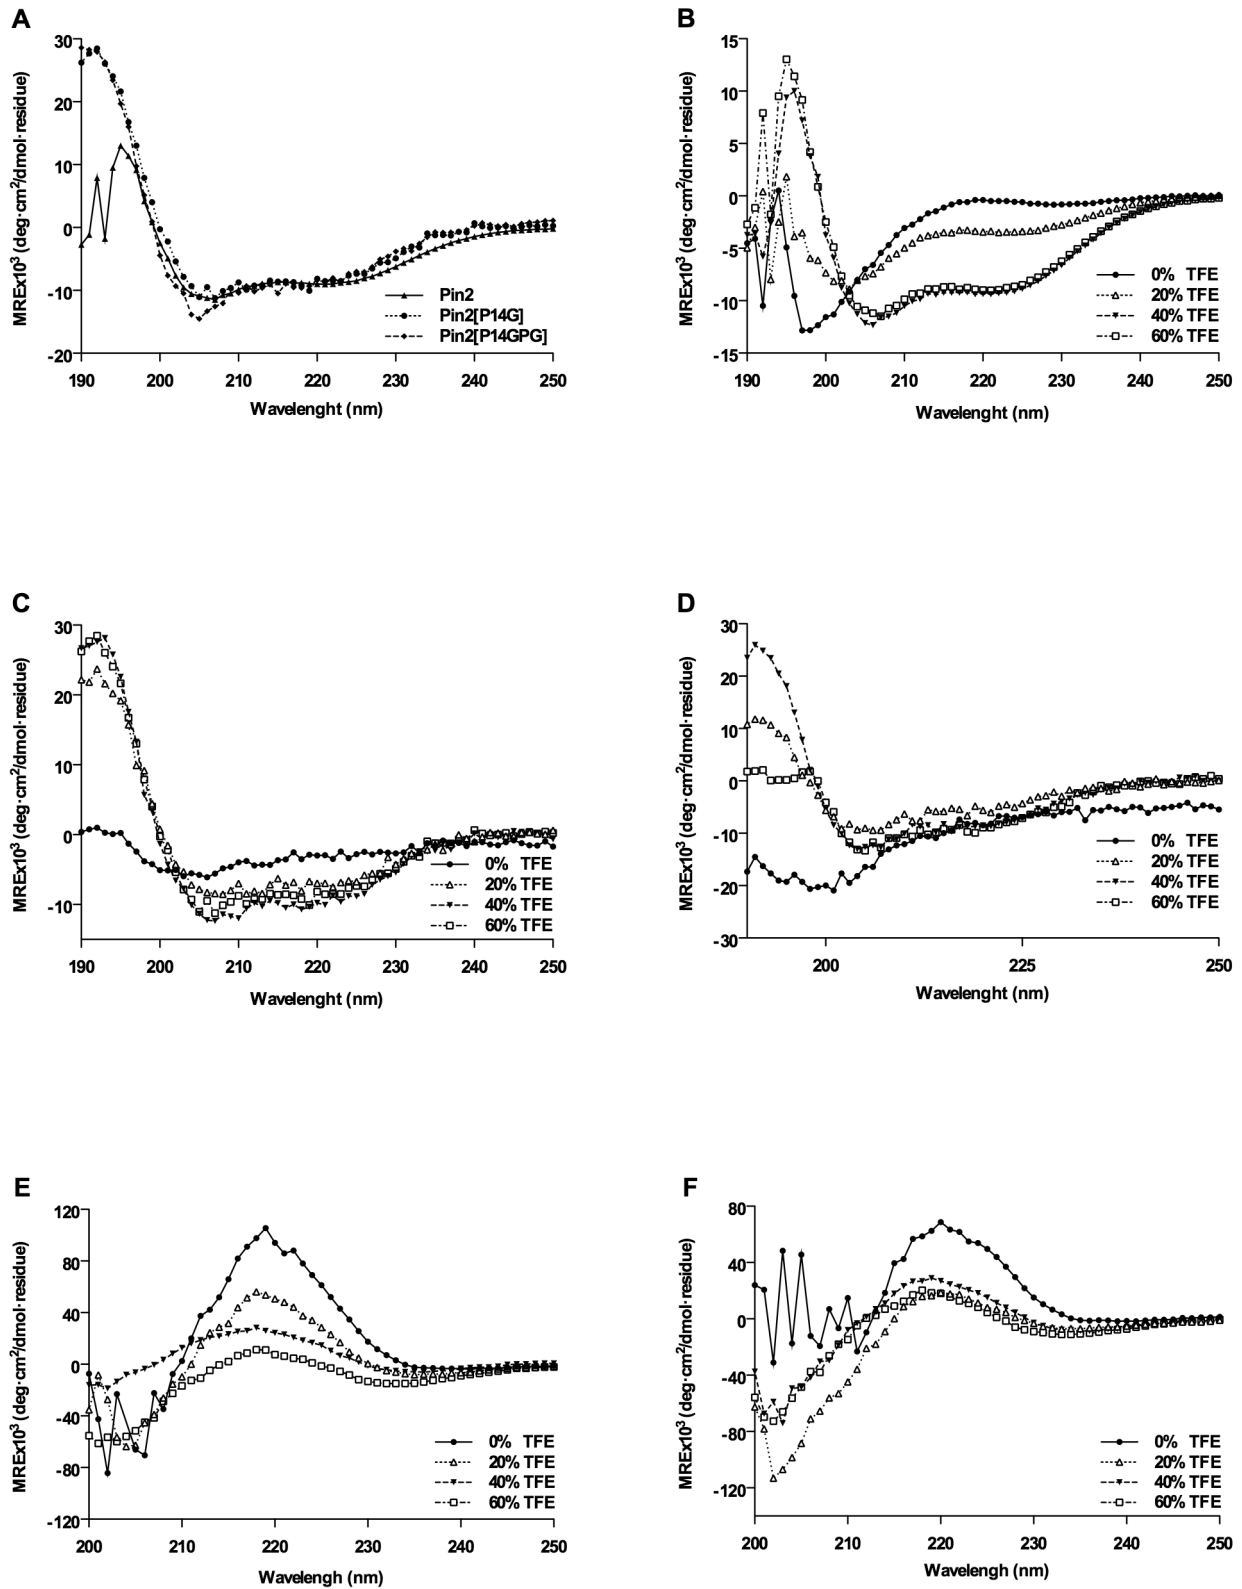 A
MREx10³ (deg·cm²/dmol·residue)
30
20
10
0
-10
-20
190 200 210 220 230 240 250
Wavelenght (nm)
Pin2
Pin2[P14G]
Pin2[P14GPG]
B
MREx10³ (deg·cm²/dmol·residue)
15
10
5
0
-5
-10
-15
190 200 210 220 230 240 250
Wavelenght (nm)
0% TFE
20% TFE
40% TFE
60% TFE
C
MREx10³ (deg·cm²/dmol·residue)
30
20
10
0
-10
190 200 210 220 230 240 250
Wavelenght (nm)
0% TFE
20% TFE
40% TFE
60% TFE
D
MREx10³ (deg·cm²/dmol·residue)
30
20
10
0
-10
-20
-30
200 225 250
Wavelenght (nm)
0% TFE
20% TFE
40% TFE
60% TFE
E
MREx10³ (deg·cm²/dmol·residue)
120
80
40
0
-40
-80
-120
200 210 220 230 240 250
Wavelengh (nm)
0% TFE
20% TFE
40% TFE
60% TFE
F
MREx10³ (deg·cm²/dmol·residue)
80
40
0
-40
-80
-120
200 210 220 230 240 250
Wavelengh (nm)
0% TFE
20% TFE
40% TFE
60% TFE